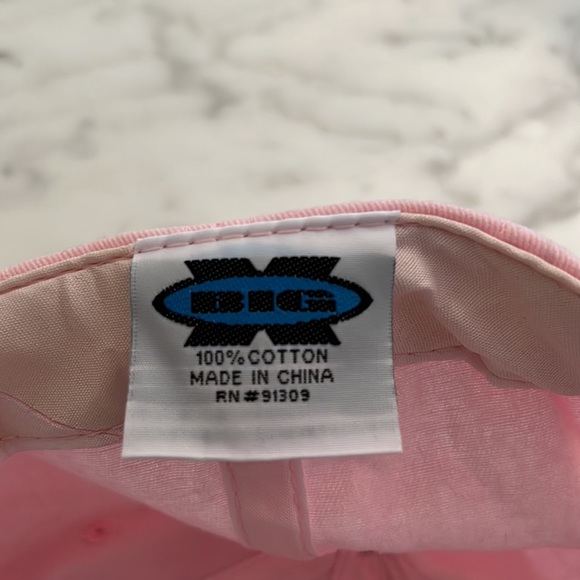 BIG
100% COTTON
MADE IN CHINA
RN#91309